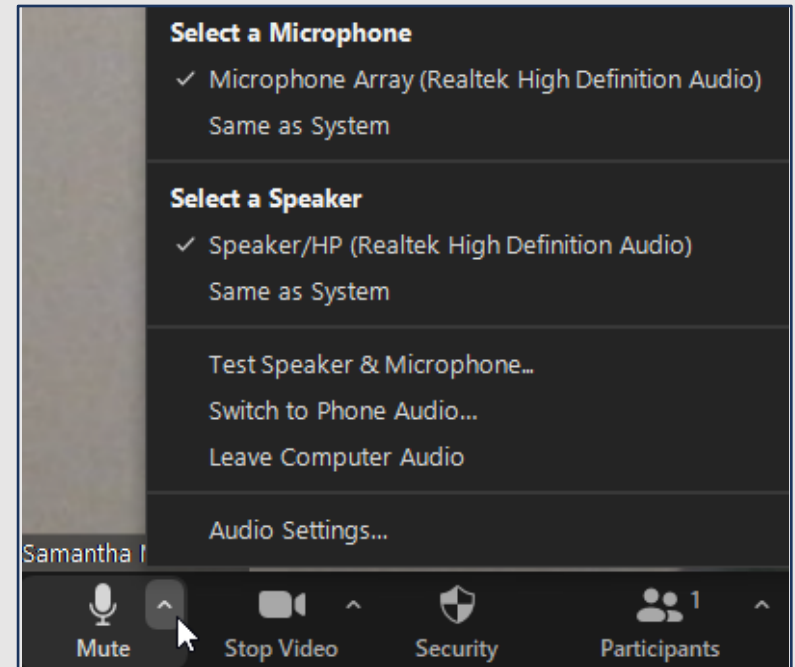 Select a Microphone
Microphone Array (Realtek High Definition Audio)
Same as System
Select a Speaker
Speaker/HP (Realtek High Definition Audio)
Same as System
Test Speaker & Microphone...
Switch to Phone Audio...
Leave Computer Audio
Audio Settings...
Samantha
1
Mute Stop Video Security Participants